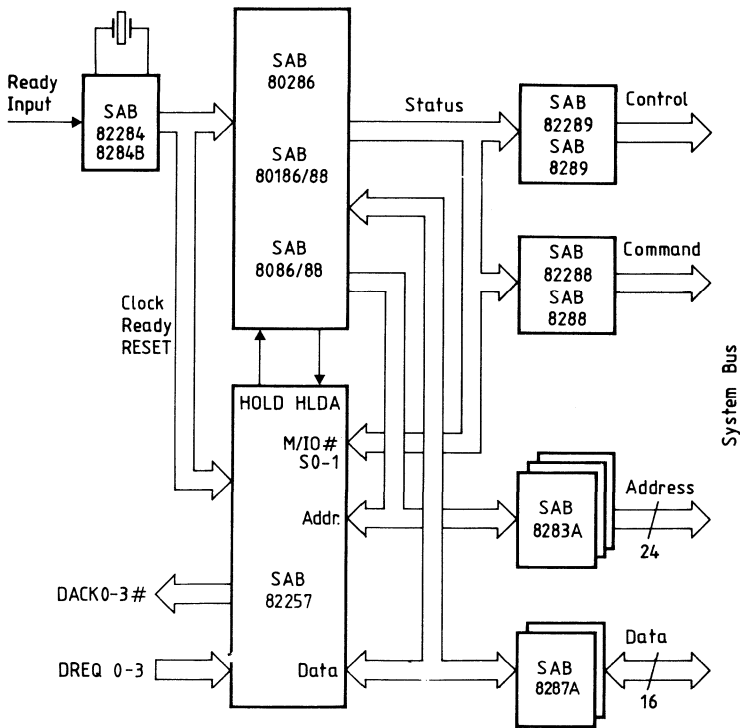 Ready
Input
SAB
82284
8284B
SAB
80286
SAB
80186/88
SAB
8086/88
Status
SAB
82289
SAB
8289
Control
SAB
82288
SAB
8288
Command
Clock
Ready
RESET
System Bus
HOLD HLDA
M/IO#
S0-1
Addr.
SAB
82257
Data
DACK0-3#
DREQ 0-3
SAB
8283A
Address
24
SAB
8287A
Data
16